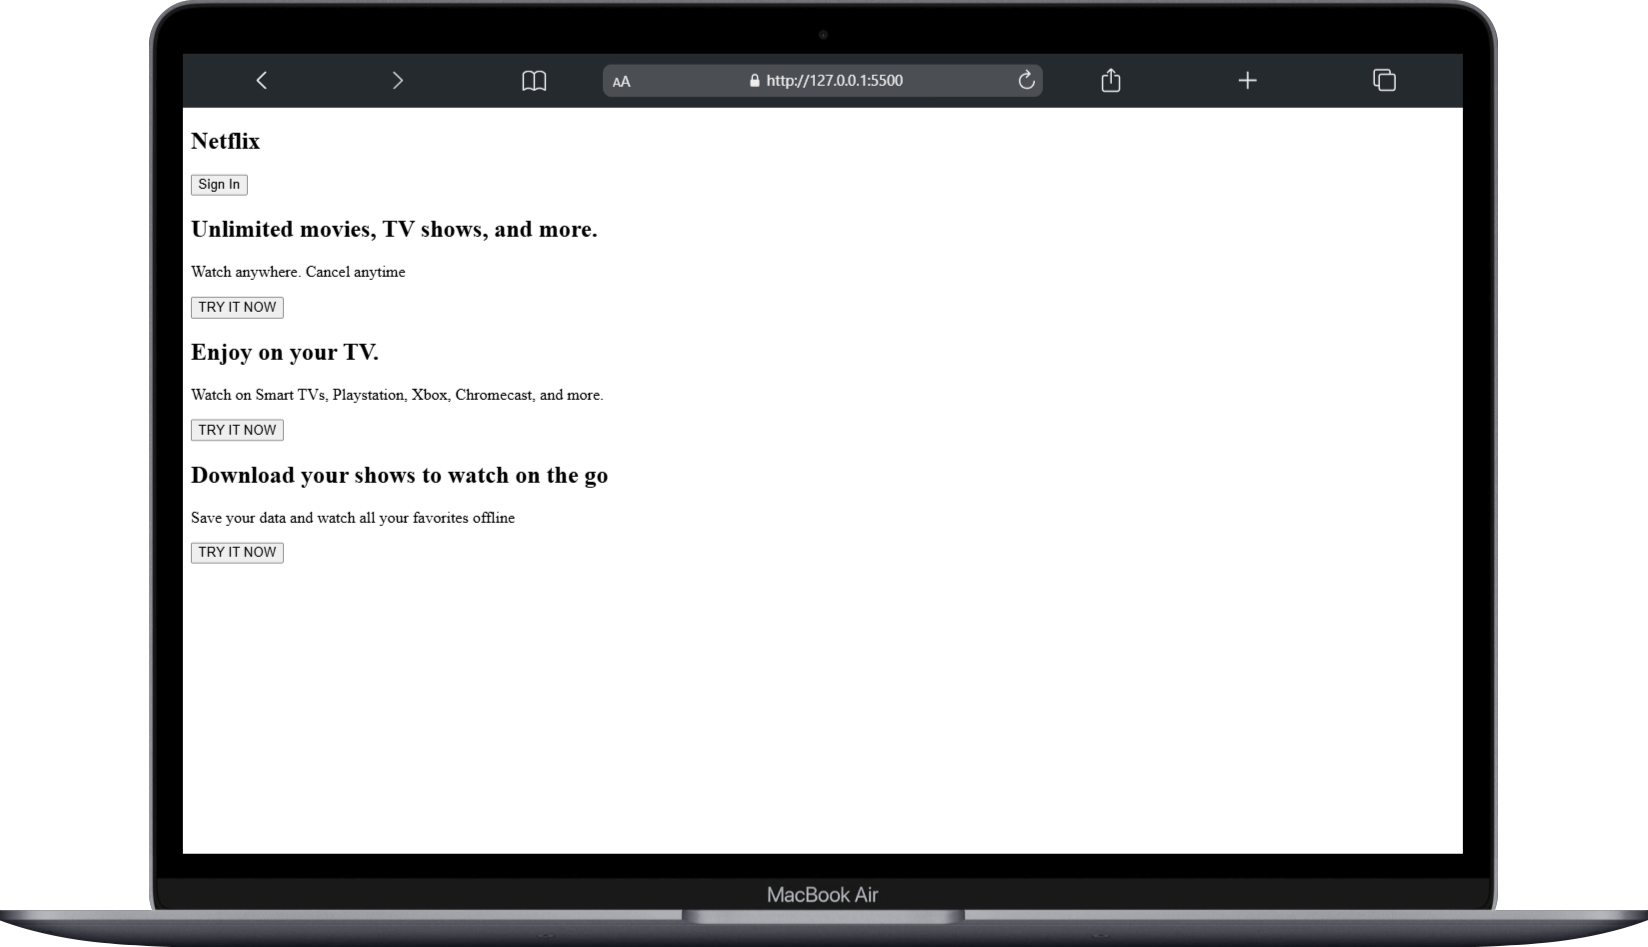 AA http://127.0.0.1:5500
Netflix
Sign In
Unlimited movies, TV shows, and more.
Watch anywhere. Cancel anytime
TRY IT NOW
Enjoy on your TV.
Watch on Smart TVs, Playstation, Xbox, Chromecast, and more.
TRY IT NOW
Download your shows to watch on the go
Save your data and watch all your favorites offline
TRY IT NOW
MacBook Air